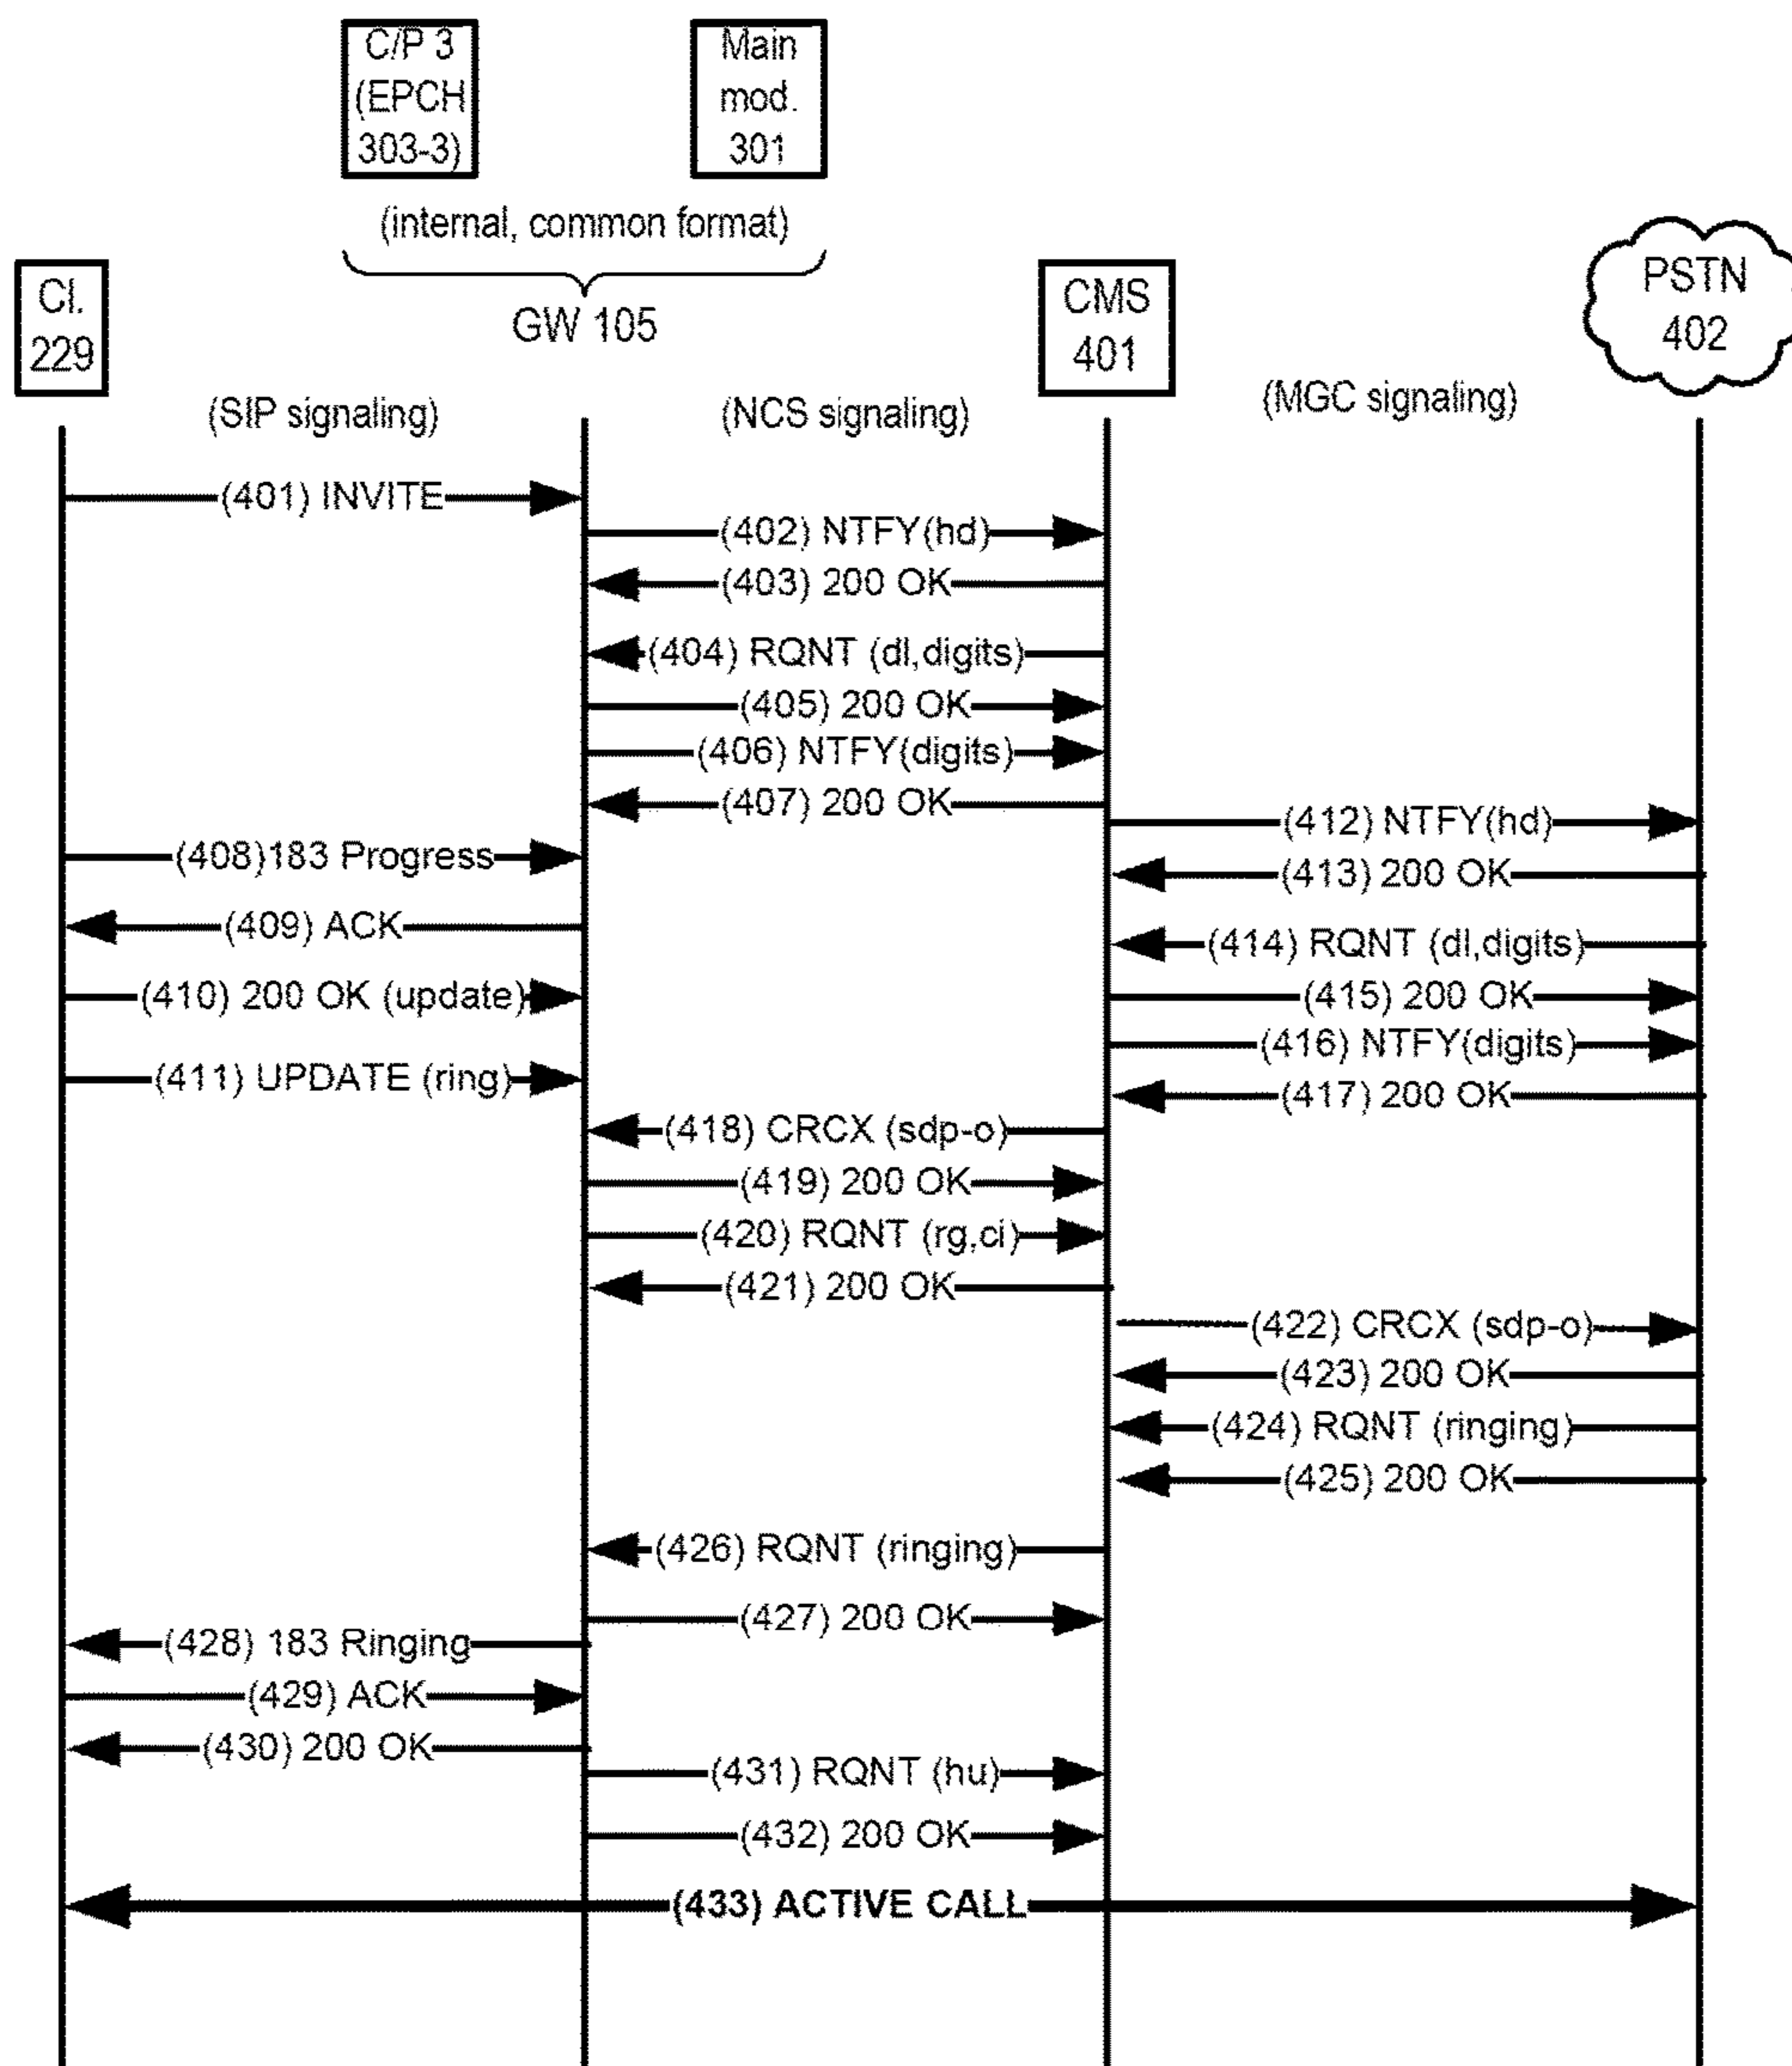 C/P 3
(EPCH
303-3)
Main
mod.
301
(internal, common format)
GW 105
Cl.
229
CMS
401
PSTN
402
(SIP signaling)
(NCS signaling)
(MGC signaling)
(401) INVITE
(402) NTFY(hd)
(403) 200 OK
(404) RQNT (dl,digits)
(405) 200 OK
(406) NTFY(digits)
(407) 200 OK
(412) NTFY(hd)
(408)183 Progress
(413) 200 OK
(409) ACK
(414) RQNT (dl,digits)
(410) 200 OK (update)
(415) 200 OK
(416) NTFY(digits)
(411) UPDATE (ring)
(417) 200 OK
(418) CRCX (sdp-o)
(419) 200 OK
(420) RQNT (rg,ci)
(421) 200 OK
(422) CRCX (sdp-o)
(423) 200 OK
(424) RQNT (ringing)
(425) 200 OK
(426) RQNT (ringing)
(427) 200 OK
(428) 183 Ringing
(429) ACK
(430) 200 OK
(431) RQNT (hu)
(432) 200 OK
(433) ACTIVE CALL